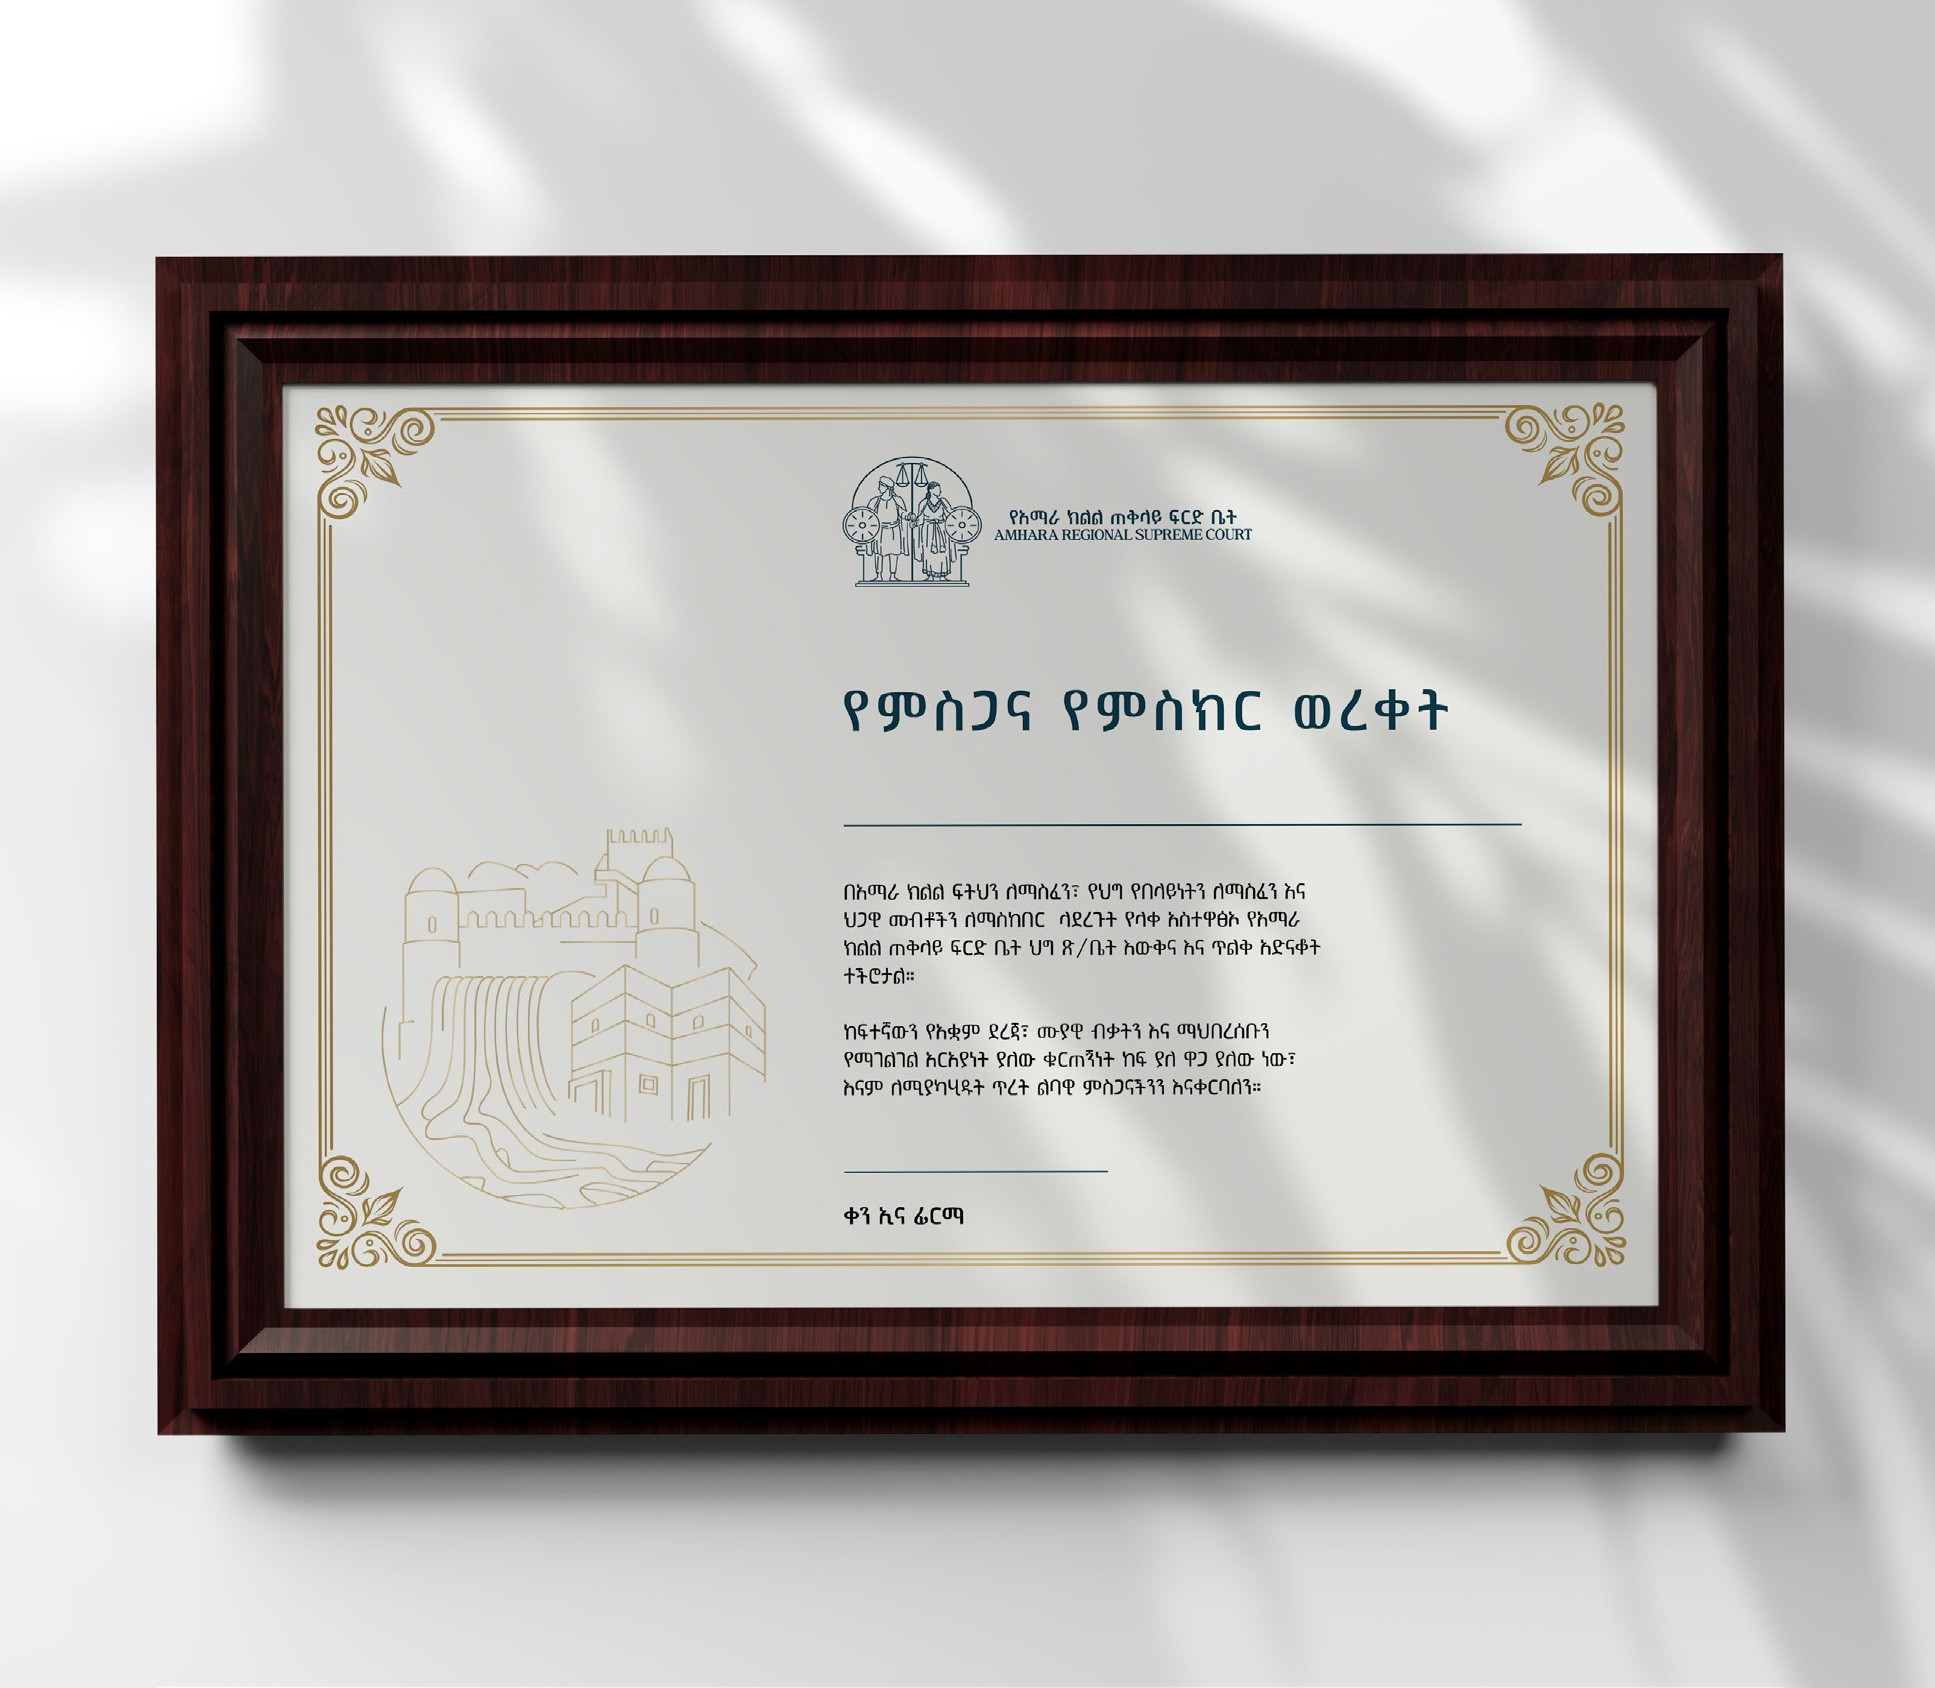 የአማራ ክልል ጠቅላይ ፍርድ ቤት
AMHARA REGIONAL SUPREME COURT
የምስጋና የምስክር ወረቀት
በአማራ ክልል ፍትህን ለማስፈን፣ የህግ የበላይነትን ለማስፈን እና
ህጋዊ መብቶችን ለማስከበር ላደረጉት የላቀ አስተዋፅኦ የአማራ
ክልል ጠቅላይ ፍርድ ቤት ህግ ጽ/ቤት እውቅና እና ጥልቅ አድናቆት
ተችሮታል።
ከፍተኛውን የአቋም ደረጃ፣ ሙያዊ ብቃትን እና ማህበረሰቡን
የማገልገል አርአያነት ያለው ቁርጠኝነት ከፍ ያለ ዋጋ ያለው ነው፣
እናም ለሚያካሂዱት ጥረት ልባዊ ምስጋናችንን እናቀርባለን።
ቀን ኢና ፊርማ